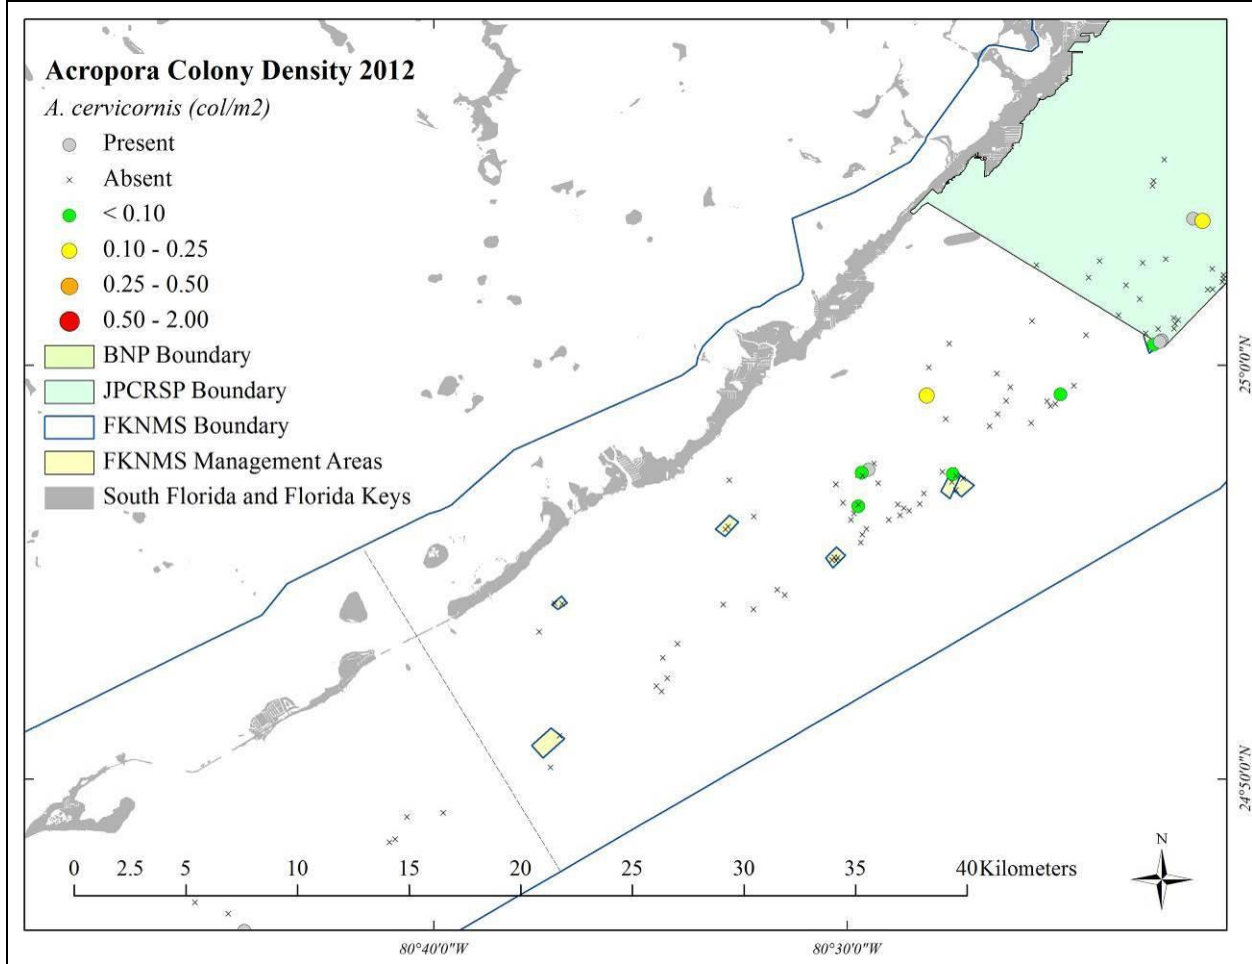 Acropora Colony Density 2012
A. cervicornis (col/m2)
Present
Absent
< 0.10
0.10 - 0.25
0.25 - 0.50
0.50 - 2.00
BNP Boundary
JPCRSP Boundary
FKNMS Boundary
FKNMS Management Areas
South Florida and Florida Keys
25°0'0"N
24°50'0"N
N
0 2.5 5 10 15 20 25 30 35 40 Kilometers
80°40'0"W 80°30'0"W